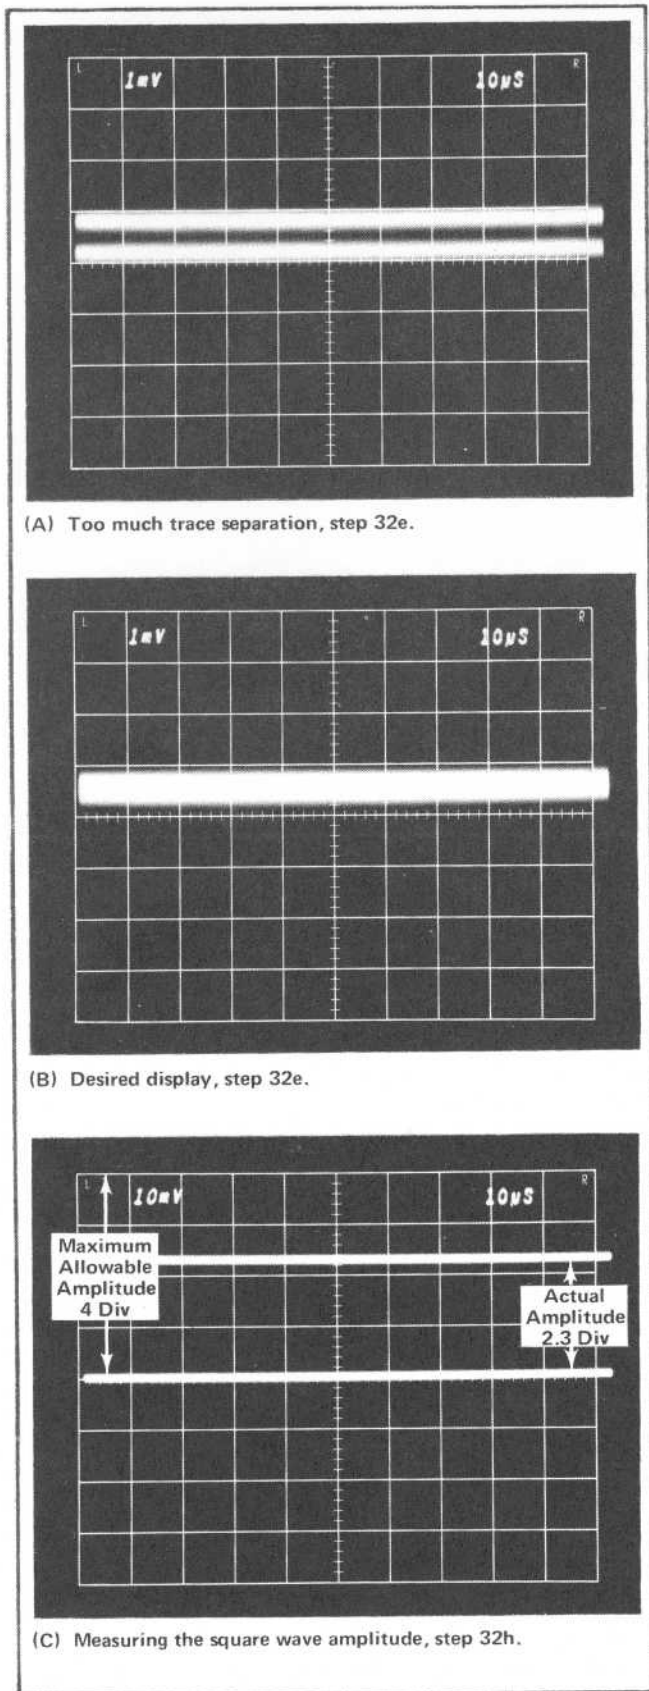 L
1mV
10µS
R
(A) Too much trace separation, step 32e.
L
1mV
10µS
R
(B) Desired display, step 32e.
L
10mV
10µS
R
Maximum
Allowable
Amplitude
4 Div
Actual
Amplitude
2.3 Div
(C) Measuring the square wave amplitude, step 32h.